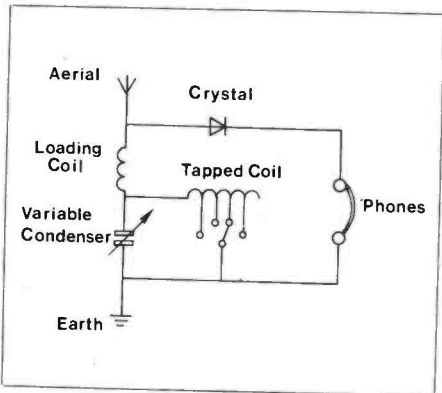 Aerial
Crystal
Loading
Coil
Tapped Coil
Variable
Condenser
Phones
Earth